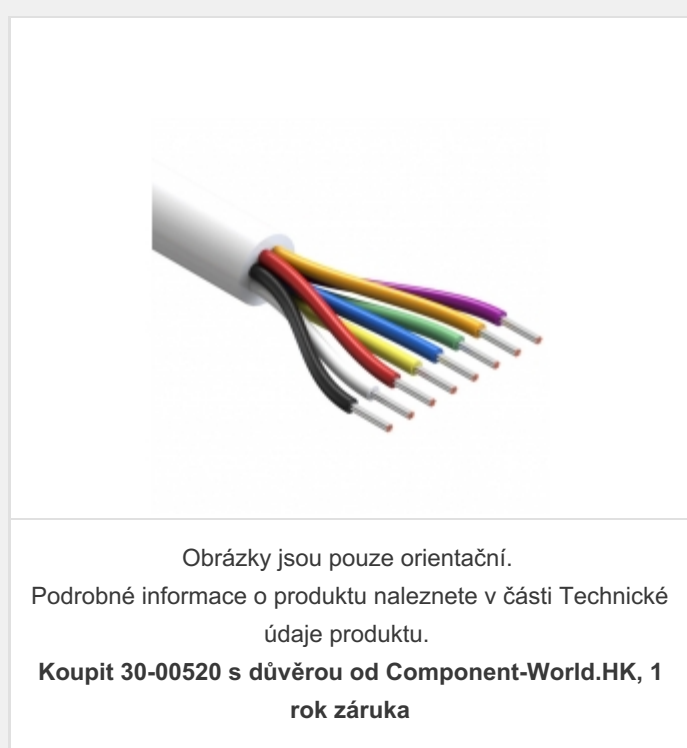 Obrázky jsou pouze orientační.
Podrobné informace o produktu naleznete v části Technické
údaje produktu.
Koupit 30-00520 s důvěrou od Component-World.HK, 1
rok záruka